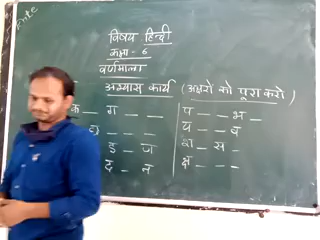 विषय हिन्दी
कक्षा - 6
वर्णमाला
अभ्यास कार्य (अक्षरो को पूरा करो)
क _ ग _ _
_ _ _
ड _ ण
द _ न
प _ _ भ _
य _ _ व
श _ स _
क्ष _ _ _